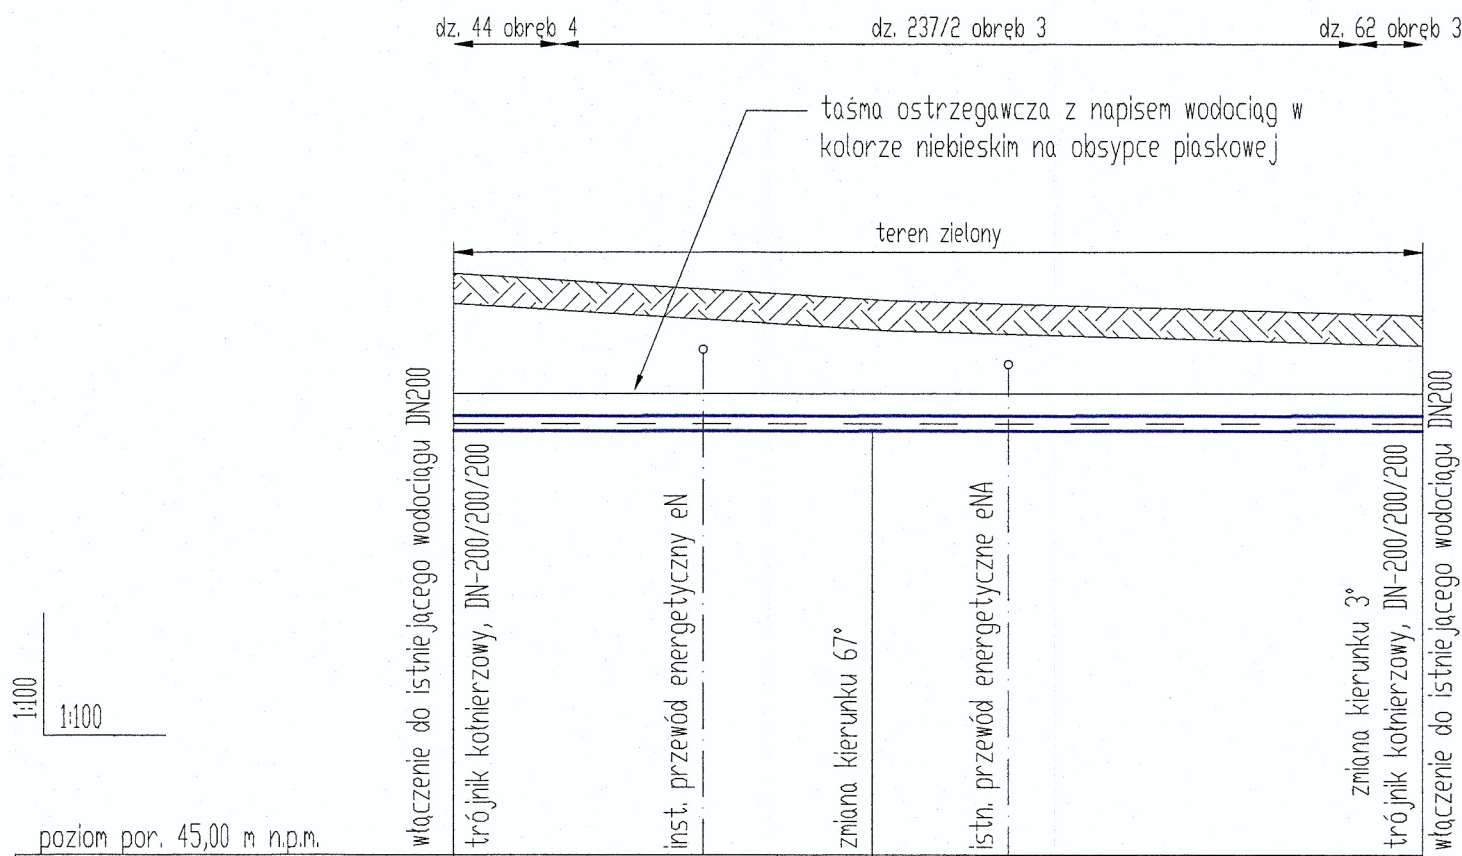 dz. 44 obręb 4
dz. 237/2 obręb 3
dz. 62 obręb 3
taśma ostrzegawcza z napisem wodociąg w
kolorze niebieskim na obsypce piaskowej
teren zielony
włączenie do istniejącego wodociągu DN200
trójnik kołnierzowy, DN-200/200/200
inst. przewód energetyczny eN
zmiana kierunku 67°
istn. przewód energetyczne eNA
zmiana kierunku 3°
trójnik kołnierzowy, DN-200/200/200
włączenie do istniejącego wodociągu DN200
1:100
1:100
poziom por. 45,00 m n.p.m.